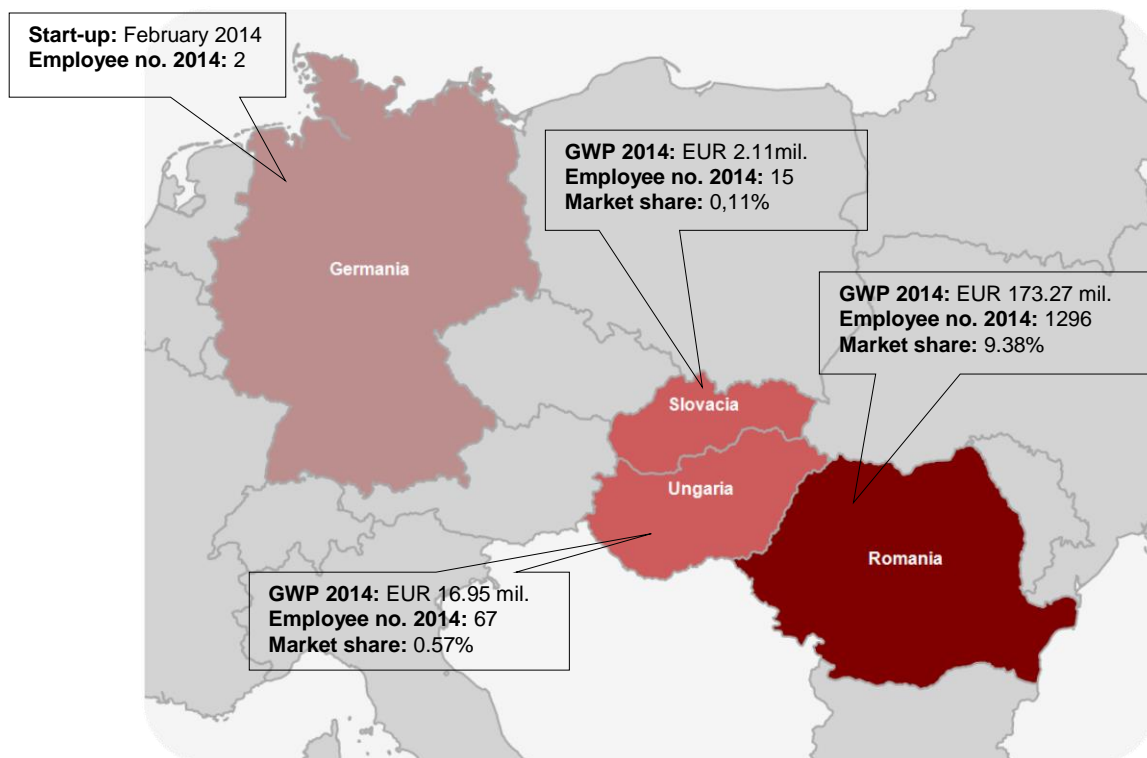 Start-up: February 2014
Employee no. 2014: 2
GWP 2014: EUR 2.11mil.
Employee no. 2014: 15
Market share: 0,11%
Germania
GWP 2014: EUR 173.27 mil.
Employee no. 2014: 1296
Market share: 9.38%
Slovacia
Ungaria
Romania
GWP 2014: EUR 16.95 mil.
Employee no. 2014: 67
Market share: 0.57%